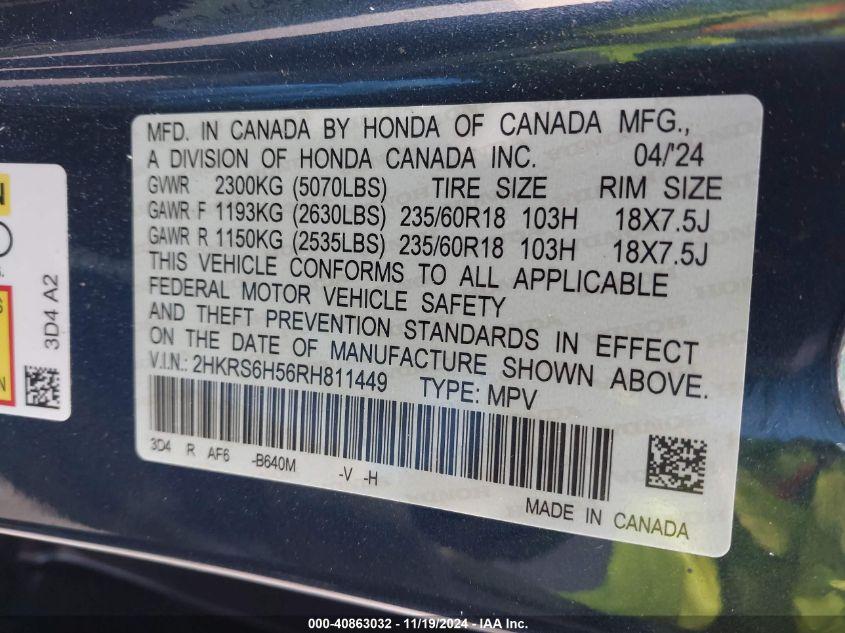 MFD. IN CANADA BY HONDA OF CANADA MFG.,
A DIVISION OF HONDA CANADA INC. 04/'24
GVWR 2300KG (5070LBS) TIRE SIZE RIM SIZE
GAWR F 1193KG (2630LBS) 235/60R18 103H 18X7.5J
GAWR R 1150KG (2535LBS) 235/60R18 103H 18X7.5J
THIS VEHICLE CONFORMS TO ALL APPLICABLE
FEDERAL MOTOR VEHICLE SAFETY
AND THEFT PREVENTION STANDARDS IN EFFECT
ON THE DATE OF MANUFACTURE SHOWN ABOVE.
V.I.N.: 2HKRS6H56RH811449 TYPE: MPV
3D4 R AF6 -B640M -V -H
MADE IN CANADA
3D4 A2
000-40863032 - 11/19/2024 - IAA Inc.